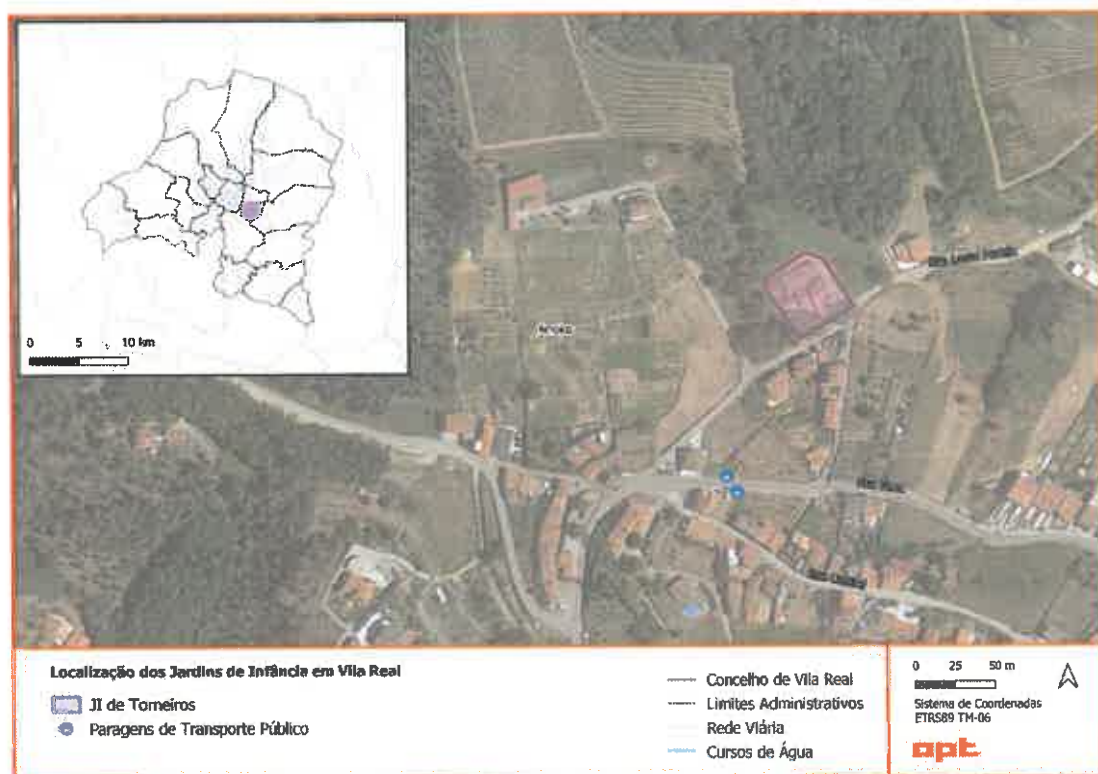 0 5 10 km
Arroios
Localização dos Jardins de Infância em Vila Real
JI de Torneiros
Paragens de Transporte Público
Concelho de Vila Real
Limites Administrativos
Rede Viária
Cursos de Água
0 25 50 m
Sistema de Coordenadas
ETRS89 TM-06
opt